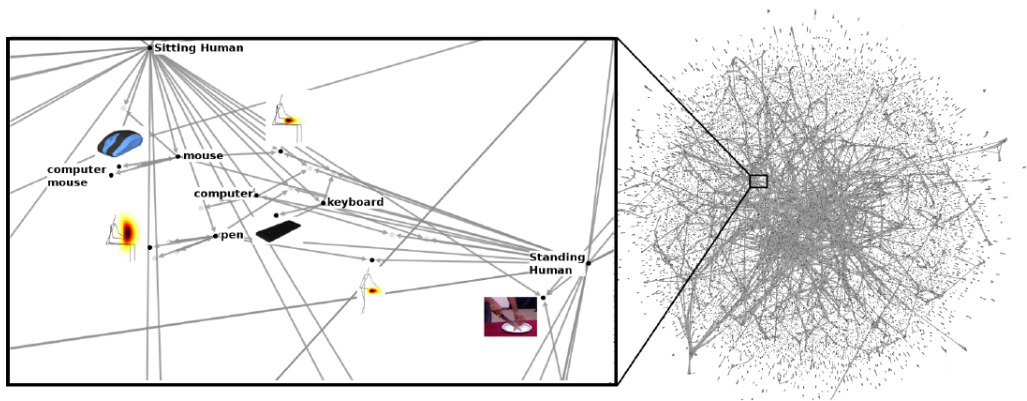 Sitting Human
mouse
computer
mouse
computer
keyboard
pen
Standing
Human